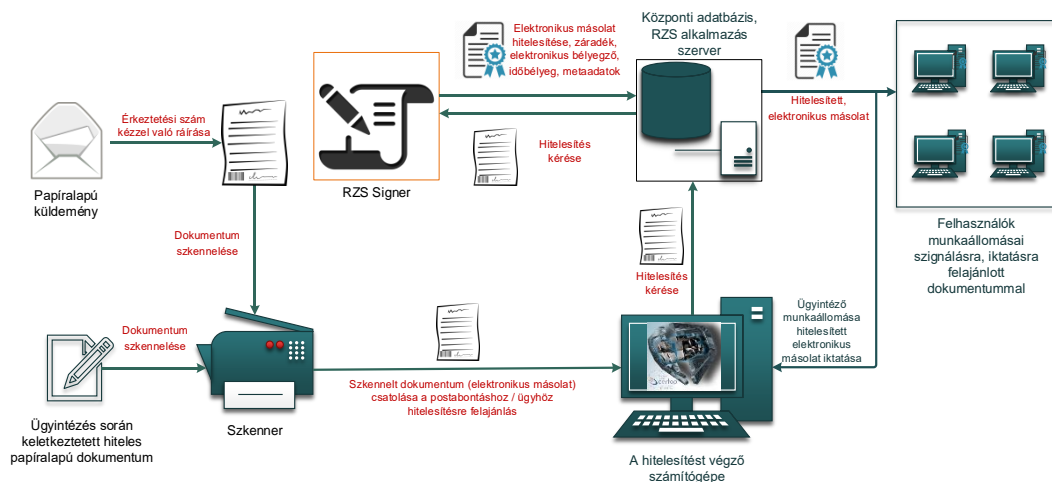 Elektronikus másolat
hitelesítése, záradék,
elektronikus bélyegző,
időbélyeg, metaadatok
Központi adatbázis,
RZS alkalmazás
szerver
Hitelesített,
elektronikus másolat
Érkeztetési szám
kézzel való ráírása
Hitelesítés
kérése
Papíralapú
küldemény
RZS Signer
Felhasználók
munkaállomásai
szignálásra, iktatásra
felajánlott
dokumentummal
Dokumentum
szkennelése
Hitelesítés
kérése
Ügyintéző
munkaállomása
hitelesített
elektronikus
másolat iktatása
Dokumentum
szkennelése
Szkennelt dokumentum (elektronikus másolat)
csatolása a postabontáshoz / ügyhöz
hitelesítésre felajánlás
Ügyintézés során
keletkeztetett hiteles
papíralapú dokumentum
Szkenner
A hitelesítést végző
számítógépe